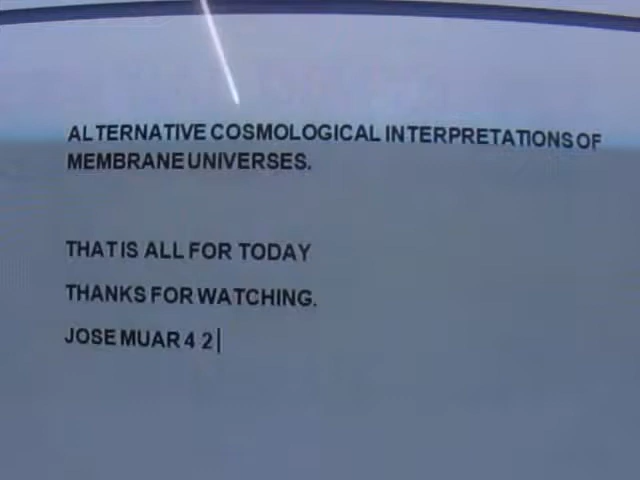 ALTERNATIVE COSMOLOGICAL INTERPRETATIONS OF
MEMBRANE UNIVERSES.
THAT IS ALL FOR TODAY
THANKS FOR WATCHING.
JOSE MUAR 4 2